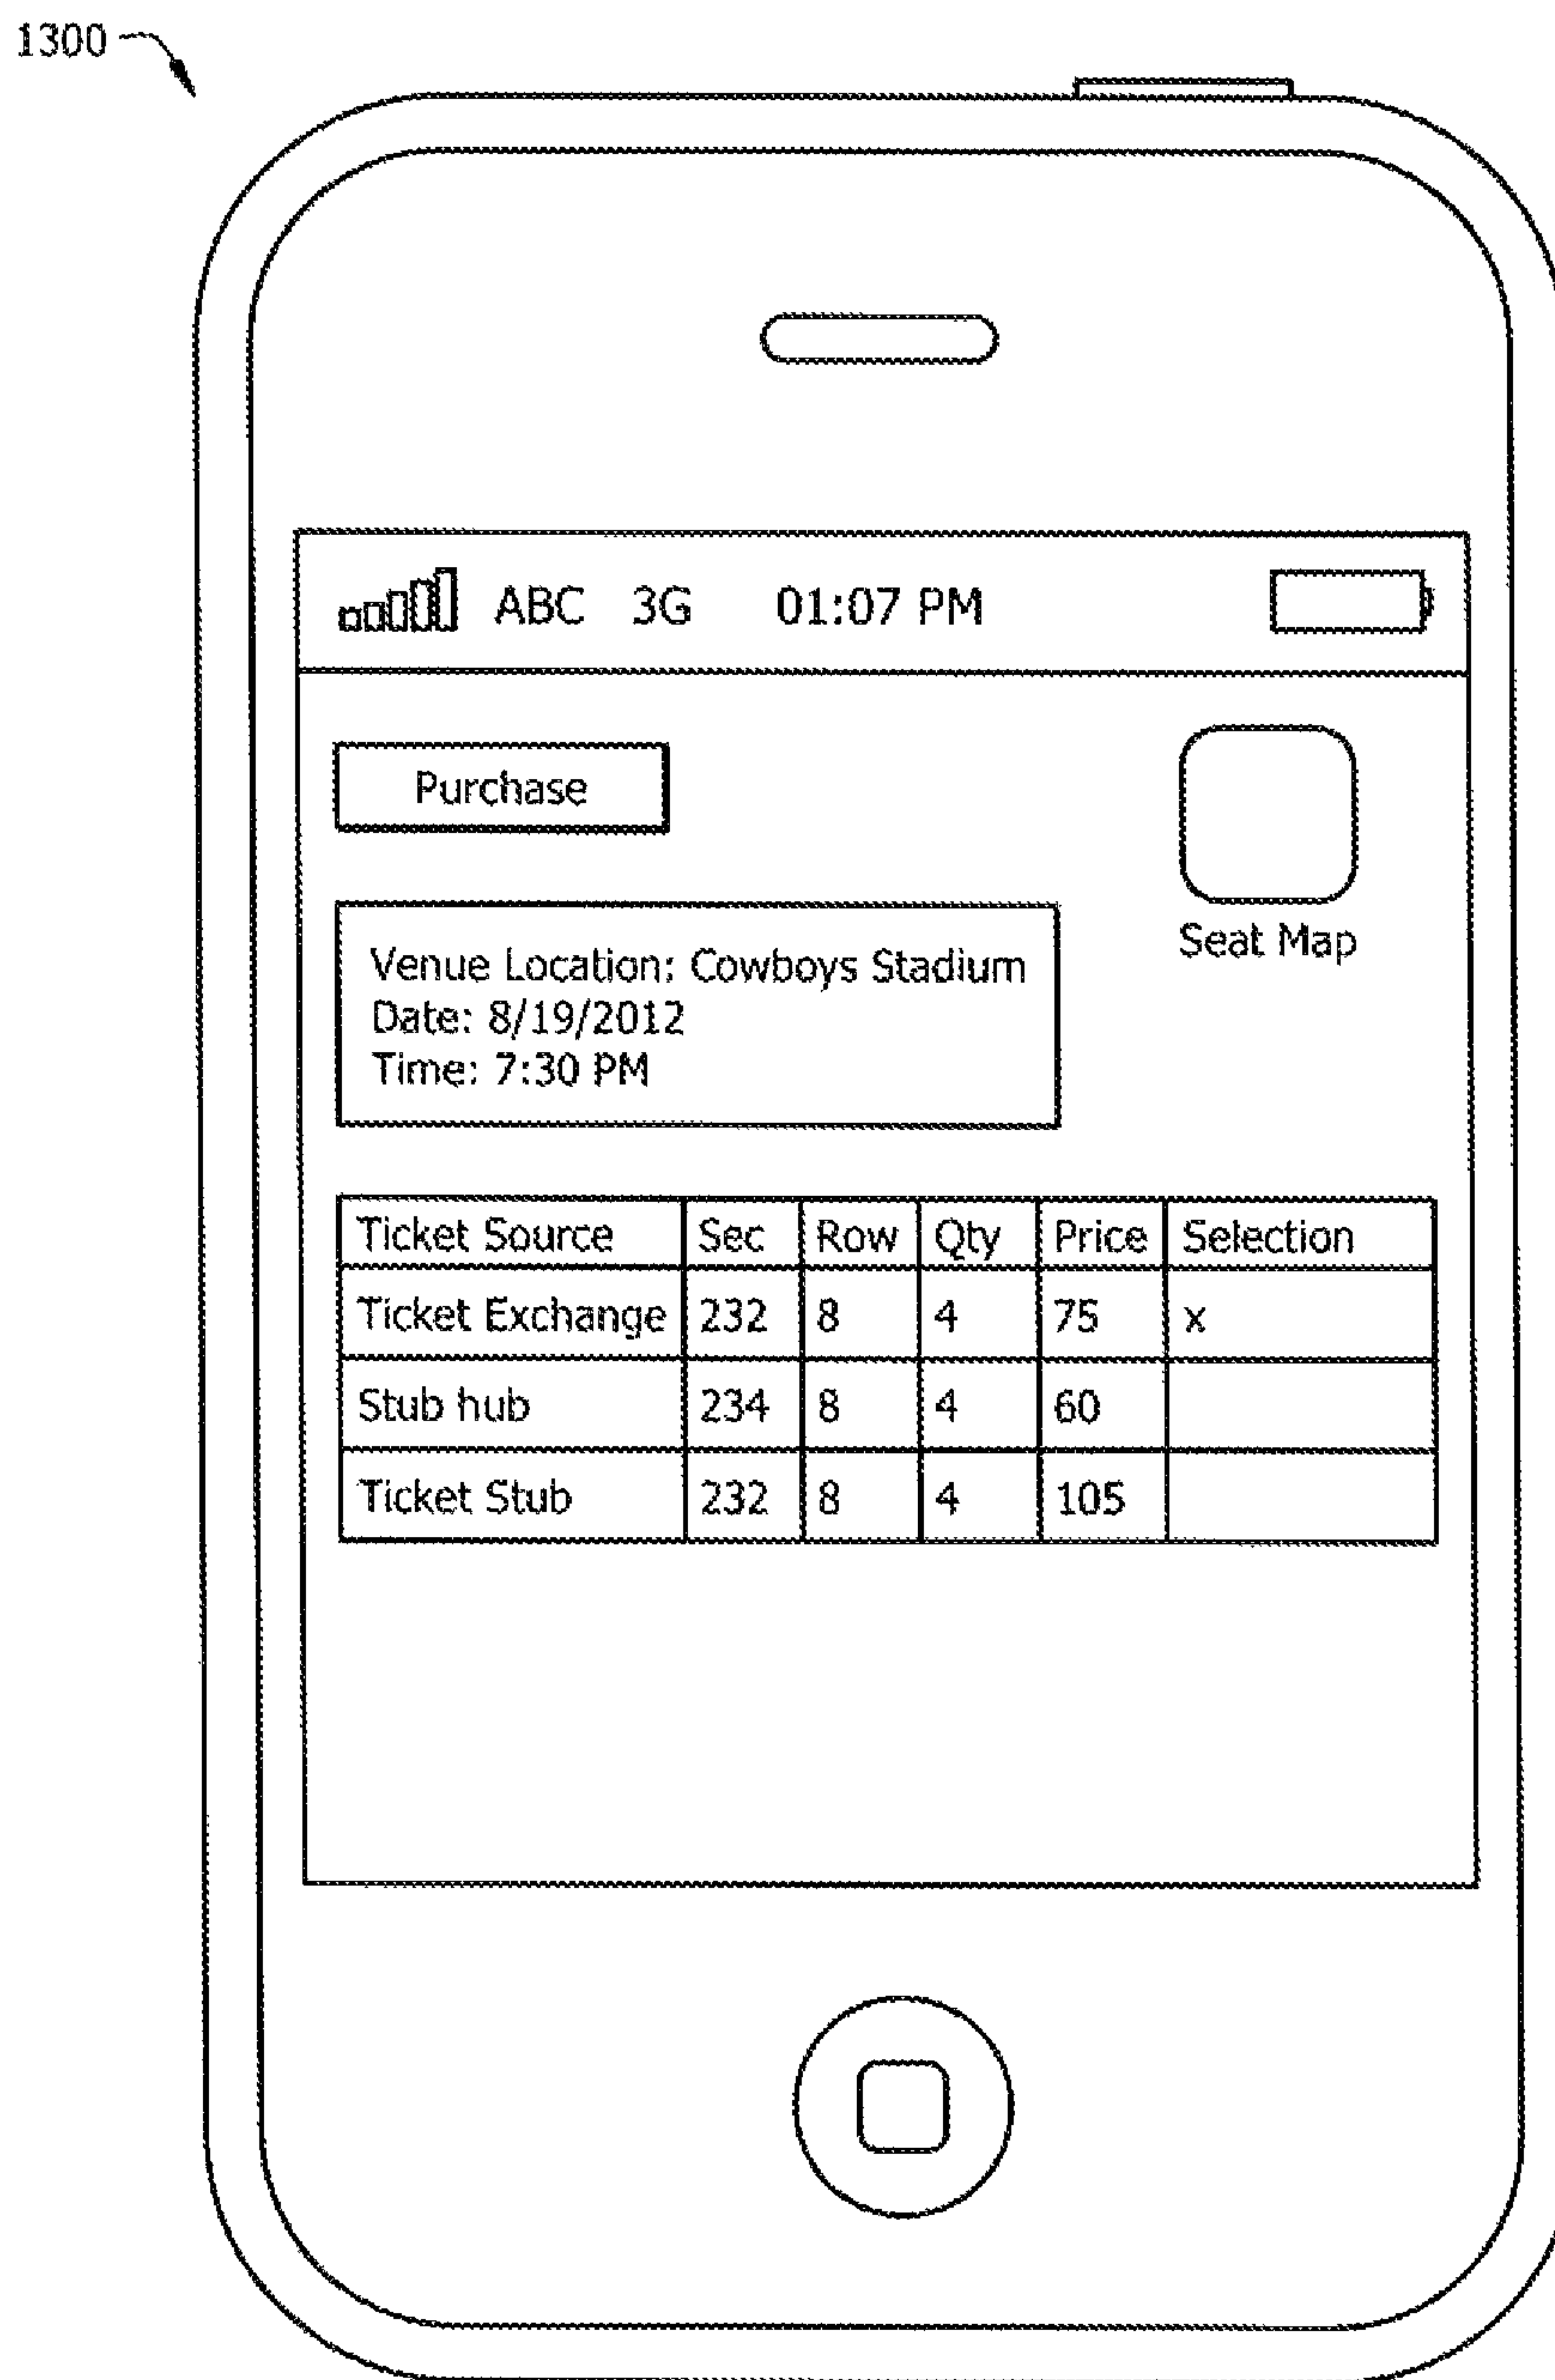 1300
ABC 3G 01:07 PM
Purchase
Seat Map
Venue Location: Cowboys Stadium
Date: 8/19/2012
Time: 7:30 PM
Ticket Source Sec Row Qty Price Selection
Ticket Exchange 232 8 4 75 x
Stub hub 234 8 4 60
Ticket Stub 232 8 4 105